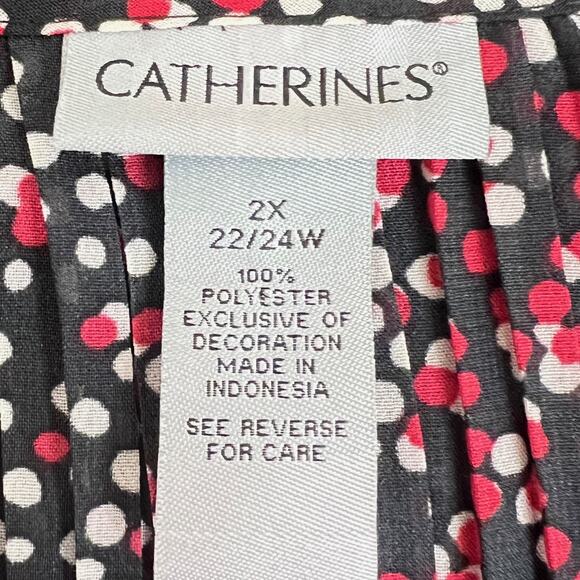 CATHERINES®
2X
22/24W
100%
POLYESTER
EXCLUSIVE OF
DECORATION
MADE IN
INDONESIA
SEE REVERSE
FOR CARE